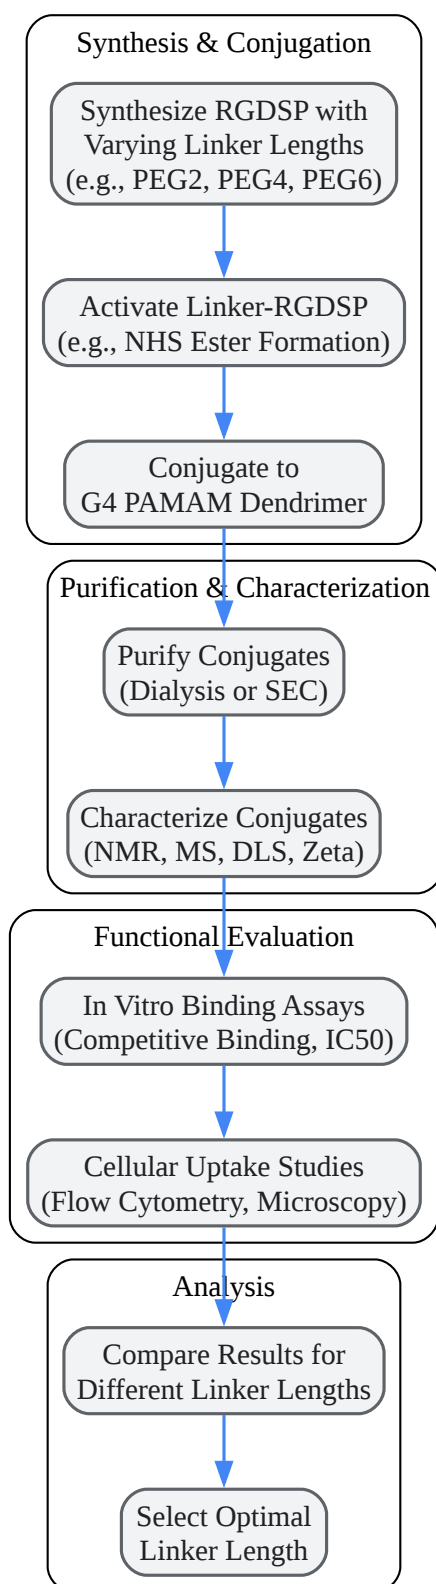 Synthesis & Conjugation
Synthesize RGDSP with
Varying Linker Lengths
(e.g., PEG2, PEG4, PEG6)
Activate Linker-RGDSP
(e.g., NHS Ester Formation)
Conjugate to
G4 PAMAM Dendrimer
Purification & Characterization
Purify Conjugates
(Dialysis or SEC)
Characterize Conjugates
(NMR, MS, DLS, Zeta)
Functional Evaluation
In Vitro Binding Assays
(Competitive Binding, IC50)
Cellular Uptake Studies
(Flow Cytometry, Microscopy)
Analysis
Compare Results for
Different Linker Lengths
Select Optimal
Linker Length